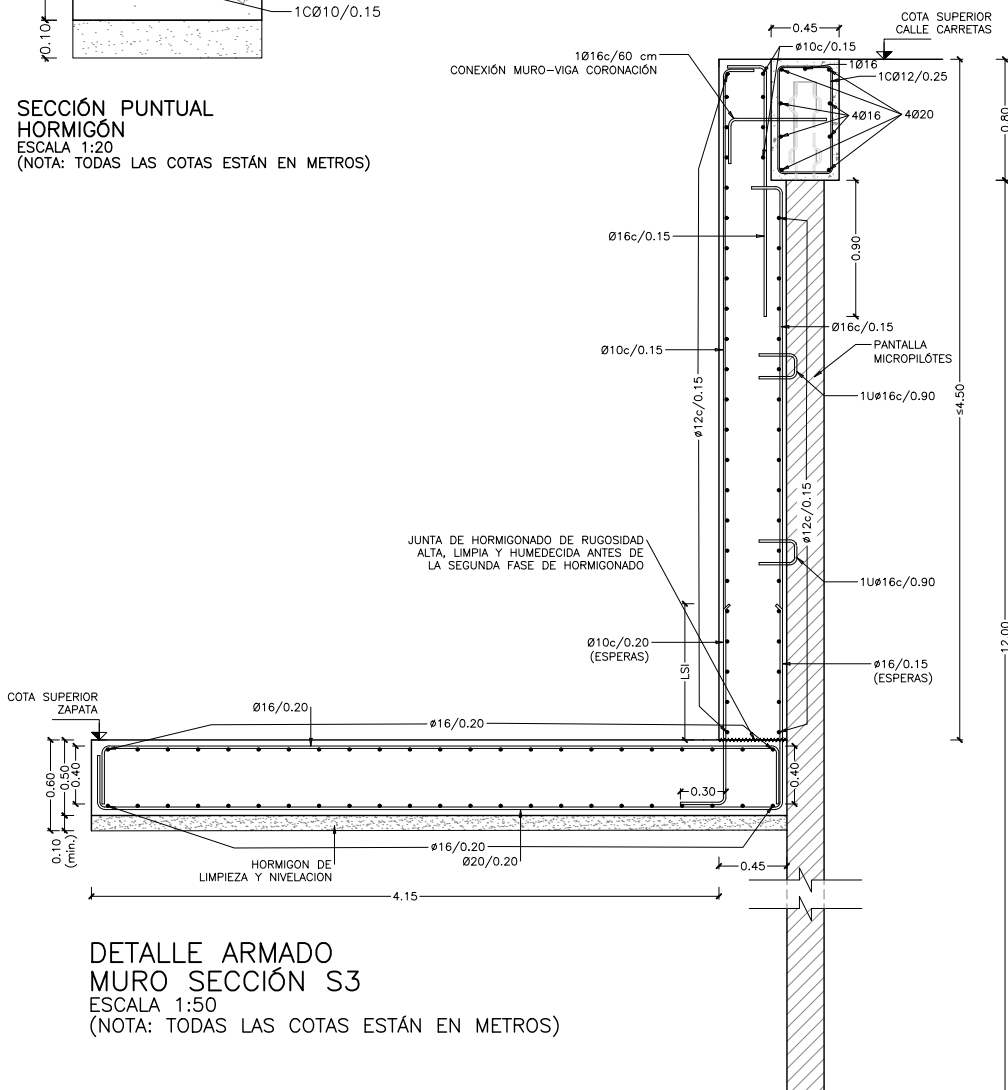 1CØ10/0.15
0.10
SECCIÓN PUNTUAL
HORMIGÓN
ESCALA 1:20
(NOTA: TODAS LAS COTAS ESTÁN EN METROS)
COTA SUPERIOR
CALLE CARRETAS
0.45
ø10c/0.15
1Ø16c/60 cm
CONEXIÓN MURO-VIGA CORONACIÓN
1Ø16
1CØ12/0.25
4Ø16
4Ø20
0.80
ø12c/0.15
Ø16c/0.15
0.90
Ø16c/0.15
Ø10c/0.15
PANTALLA
MICROPILÓTES
1Uø16c/0.90
≤4.50
ø12c/0.15
JUNTA DE HORMIGONADO DE RUGOSIDAD
ALTA, LIMPIA Y HUMEDECIDA ANTES DE
LA SEGUNDA FASE DE HORMIGONADO
1Uø16c/0.90
12.00
LSI
Ø10c/0.20
(ESPERAS)
ø16/0.15
(ESPERAS)
COTA SUPERIOR
ZAPATA
Ø16/0.20
ø16/0.20
0.60
0.50
0.40
0.30
0.40
0.10
(min.)
ø16/0.20
Ø20/0.20
HORMIGON DE
LIMPIEZA Y NIVELACION
0.45
4.15
DETALLE ARMADO
MURO SECCIÓN S3
ESCALA 1:50
(NOTA: TODAS LAS COTAS ESTÁN EN METROS)